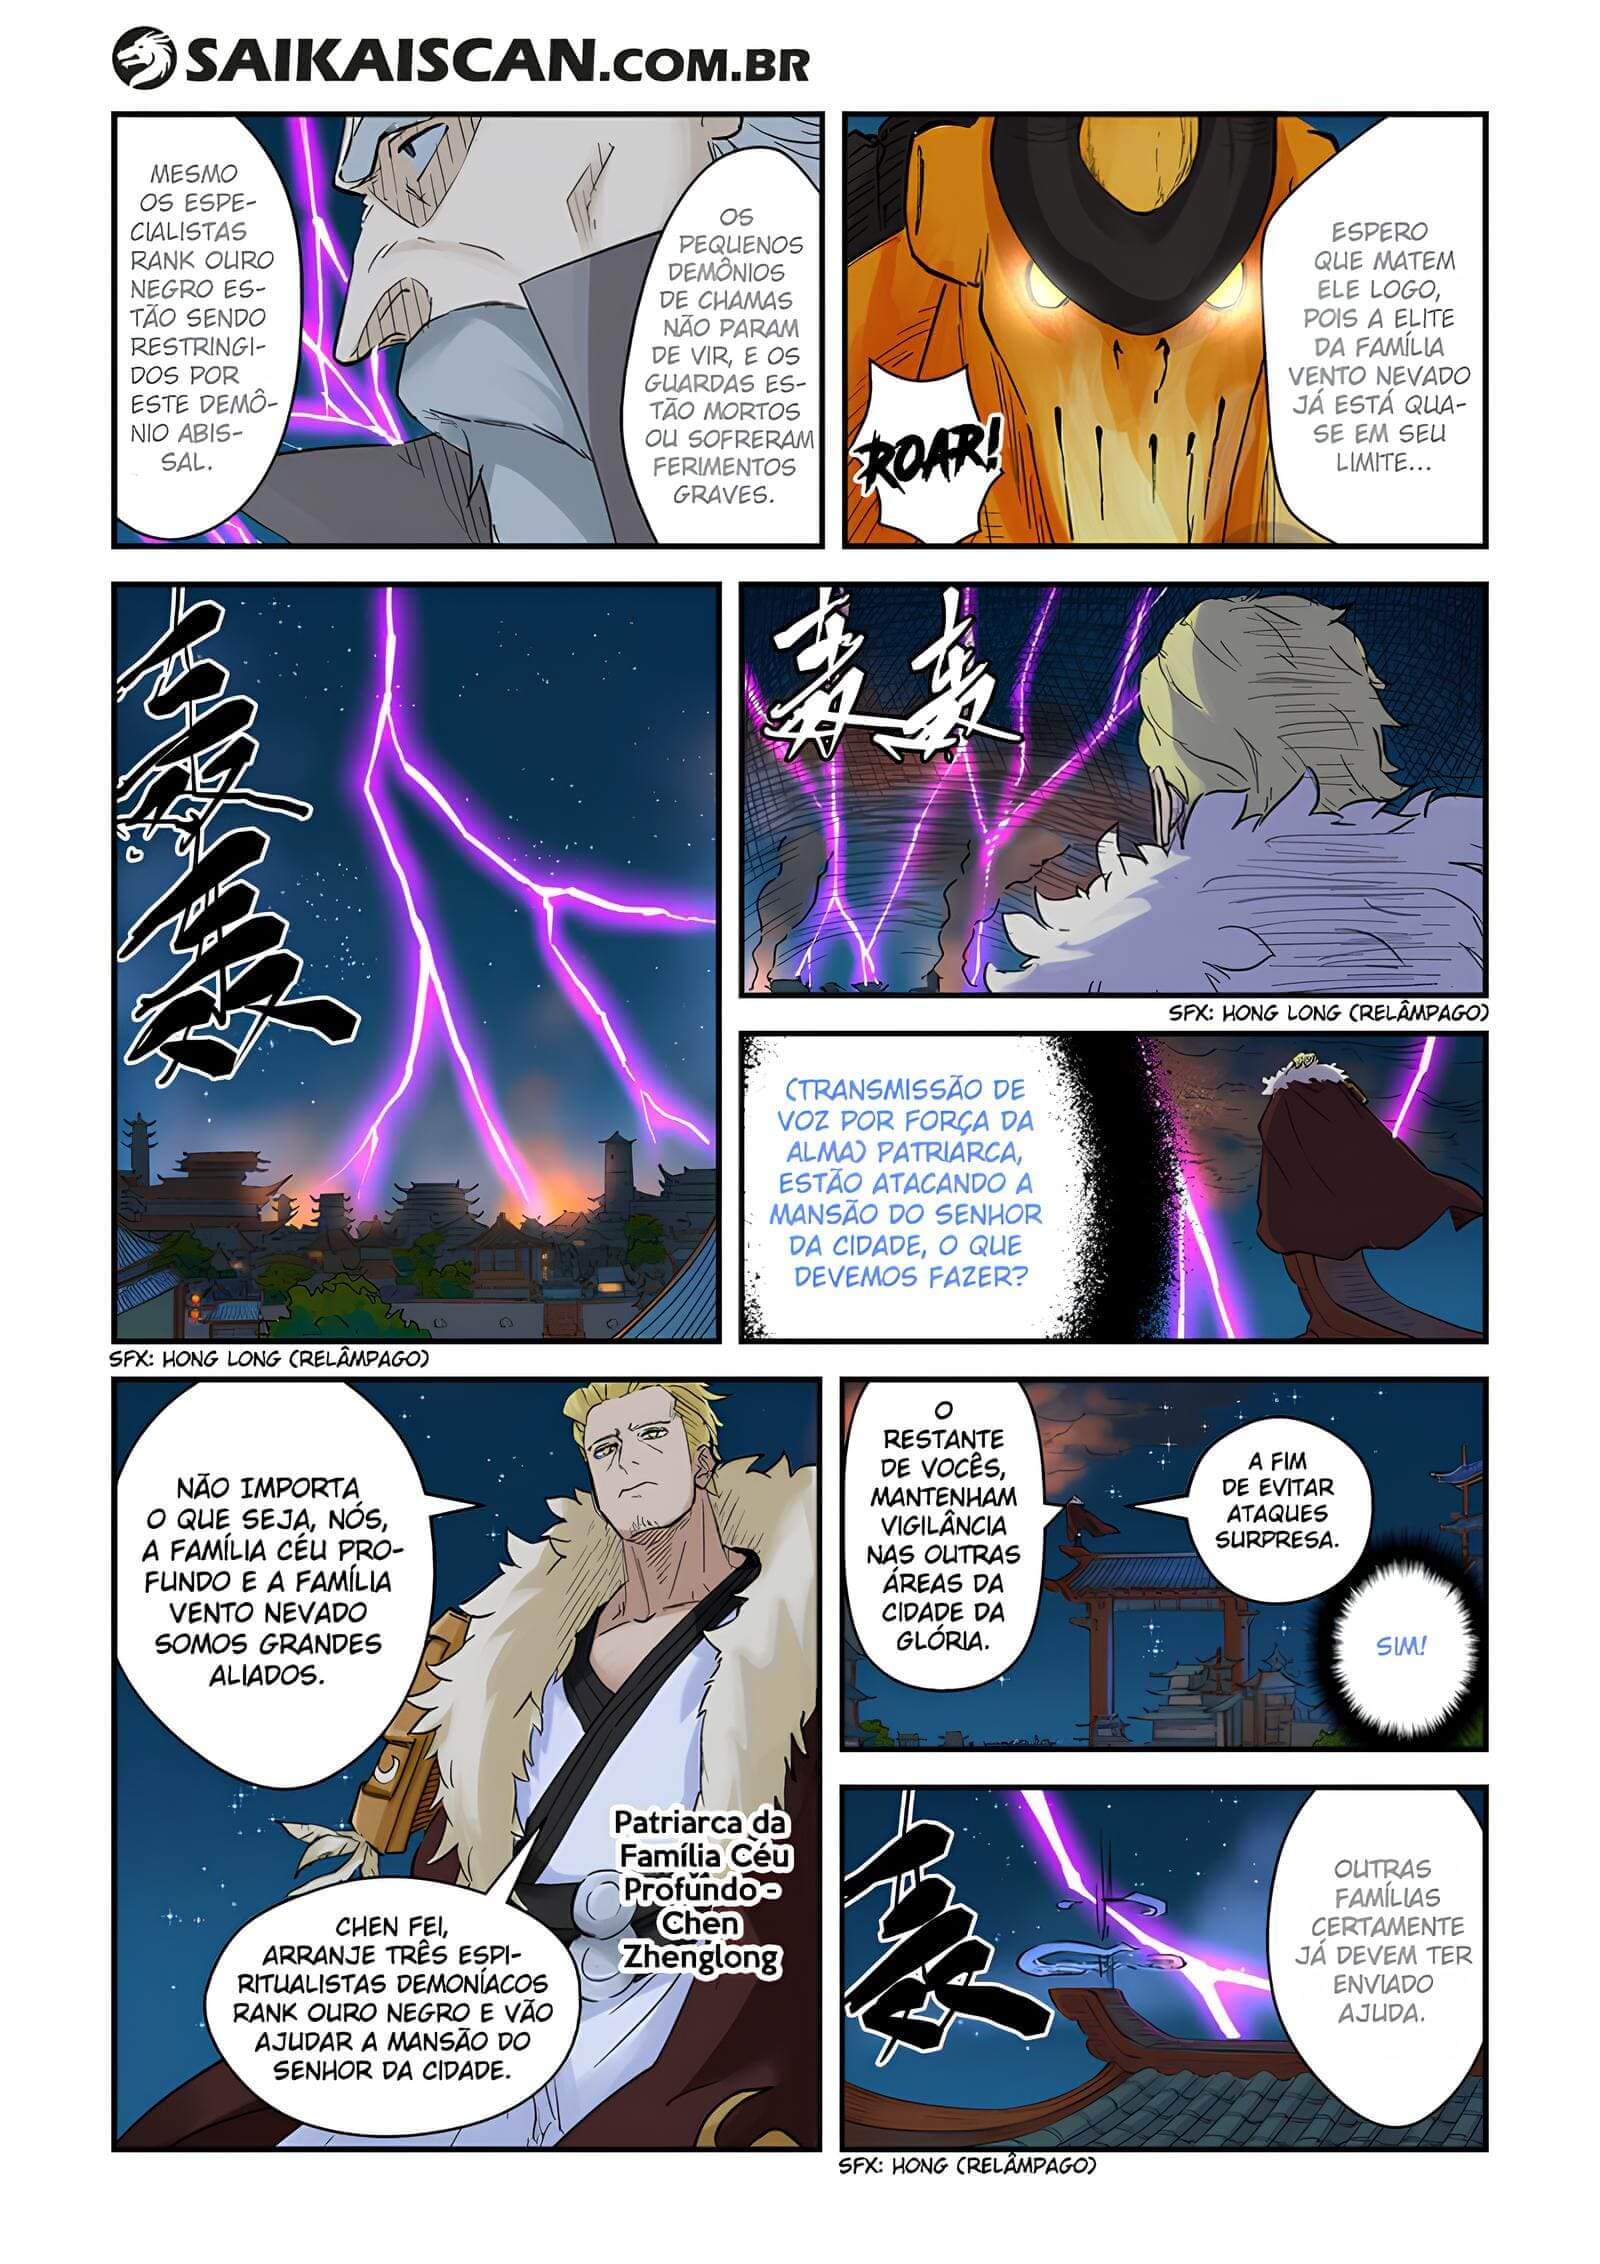 SAIKAISCAN.COM.BR
MESMO
OS ESPE-
CIALISTAS
RANK OURO
NEGRO ES-
TÃO SENDO
RESTRINGI-
DOS POR
ESTE DEMÔ-
NIO ABIS-
SAL.
OS
PEQUENOS
DEMÔNIOS
DE CHAMAS
NÃO PARAM
DE VIR, E OS
GUARDAS ES-
TÃO MORTOS
OU SOFRERAM
FERIMENTOS
GRAVES.
ROAR!
ESPERO
QUE MATEM
ELE LOGO,
POIS A ELITE
DA FAMÍLIA
VENTO NEVADO
JÁ ESTÁ QUA-
SE EM SEU
LIMITE...
轰
轰
SFX: HONG LONG (RELÂMPAGO)
轰轰
SFX: HONG LONG (RELÂMPAGO)
(TRANSMISSÃO DE
VOZ POR FORÇA DA
ALMA) PATRIARCA,
ESTÃO ATACANDO A
MANSÃO DO SENHOR
DA CIDADE, O QUE
DEVEMOS FAZER?
NÃO IMPORTA
O QUE SEJA, NÓS,
A FAMÍLIA CÉU PRO-
FUNDO E A FAMÍLIA
VENTO NEVADO
SOMOS GRANDES
ALIADOS.
Patriarca da
Família Céu
Profundo -
Chen
Zhenglong
CHEN FEI,
ARRANJE TRÊS ESPI-
RITUALISTAS DEMONÍACOS
RANK OURO NEGRO E VÃO
AJUDAR A MANSÃO DO
SENHOR DA CIDADE.
O
RESTANTE
DE VOCÊS,
MANTENHAM
VIGILÂNCIA
NAS OUTRAS
ÁREAS DA
CIDADE DA
GLÓRIA.
A FIM
DE EVITAR
ATAQUES
SURPRESA.
SIM!
轰
OUTRAS
FAMÍLIAS
CERTAMENTE
JÁ DEVEM TER
ENVIADO
AJUDA.
SFX: HONG (RELÂMPAGO)